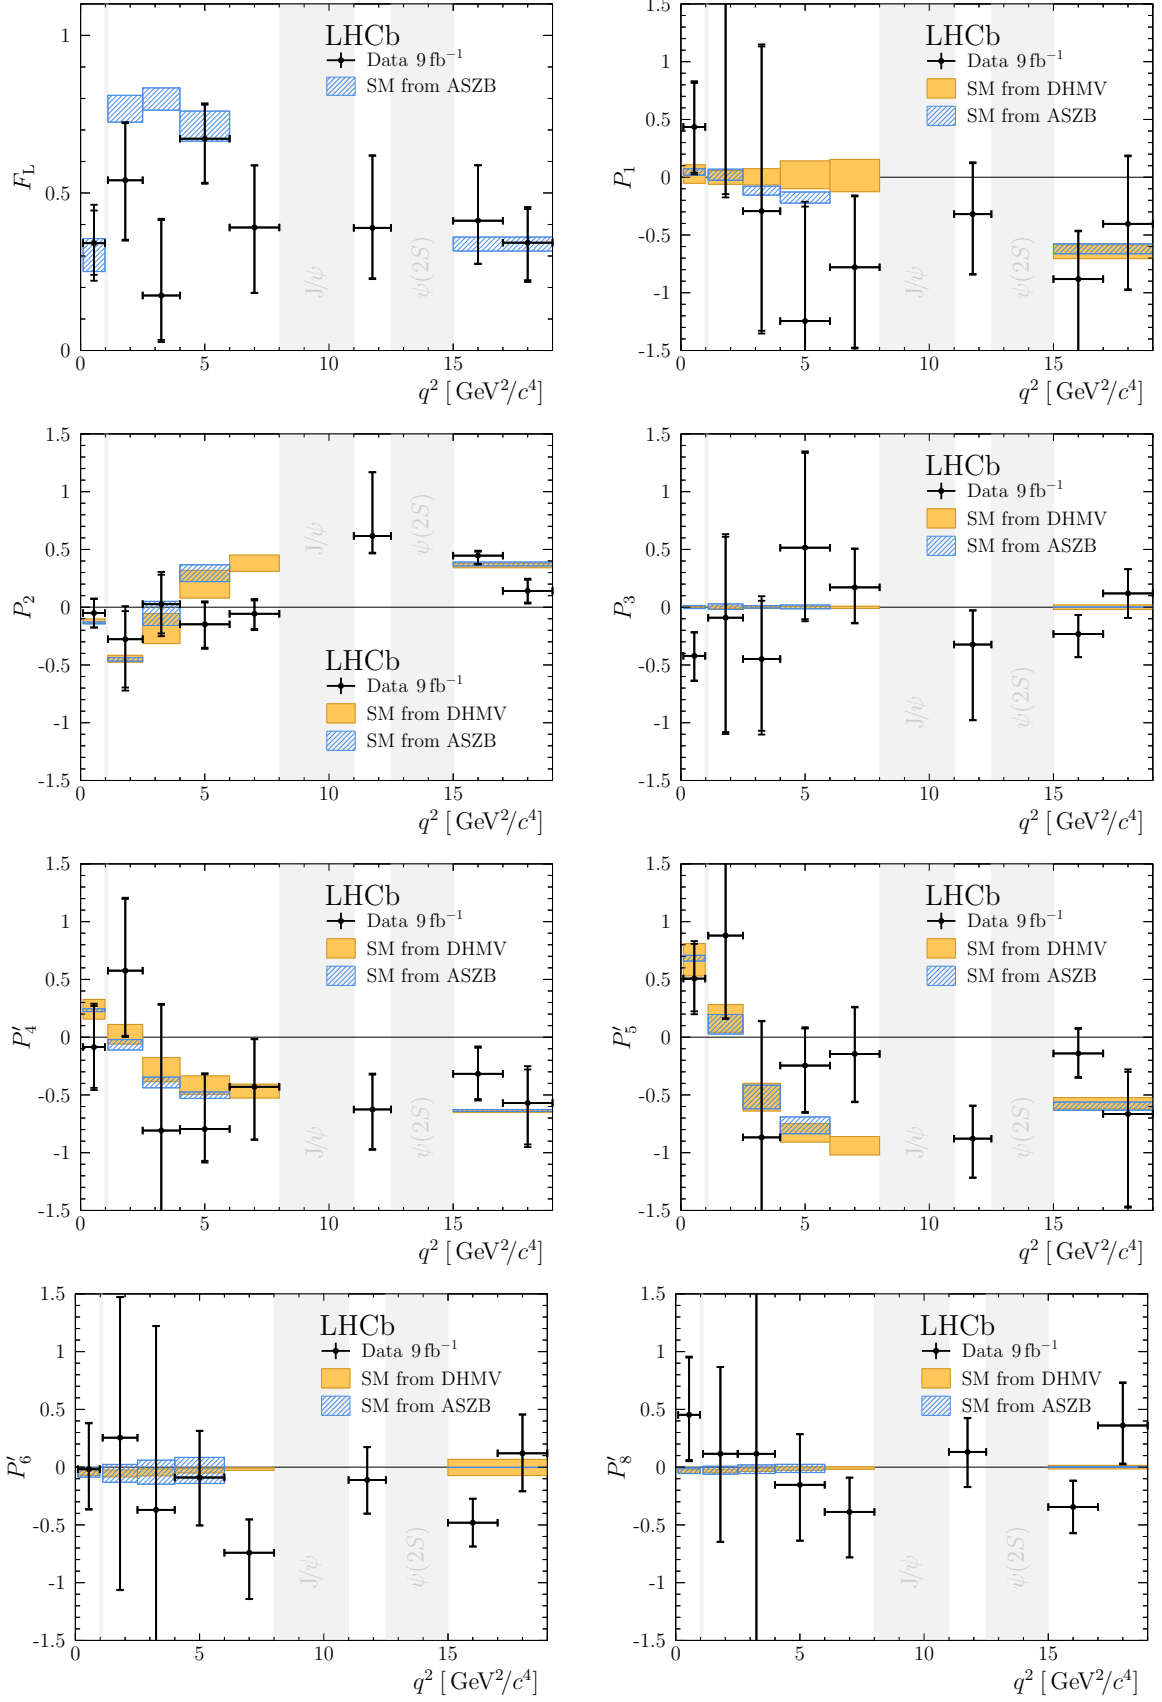 LHCb
Data 9 fb⁻¹
SM from ASZB
F_L
1
0.5
0
0 5 10 15
J/ψ
ψ(2S)
q² [ GeV²/c⁴]
LHCb
Data 9 fb⁻¹
SM from DHMV
SM from ASZB
P₁
1.5
1
0.5
0
-0.5
-1
-1.5
0 5 10 15
J/ψ
ψ(2S)
q² [ GeV²/c⁴]
LHCb
Data 9 fb⁻¹
SM from DHMV
SM from ASZB
P₂
1.5
1
0.5
0
-0.5
-1
-1.5
0 5 10 15
J/ψ
ψ(2S)
q² [ GeV²/c⁴]
LHCb
Data 9 fb⁻¹
SM from DHMV
SM from ASZB
P₃
1.5
1
0.5
0
-0.5
-1
-1.5
0 5 10 15
J/ψ
ψ(2S)
q² [ GeV²/c⁴]
LHCb
Data 9 fb⁻¹
SM from DHMV
SM from ASZB
P′₄
1.5
1
0.5
0
-0.5
-1
-1.5
0 5 10 15
J/ψ
ψ(2S)
q² [ GeV²/c⁴]
LHCb
Data 9 fb⁻¹
SM from DHMV
SM from ASZB
P′₅
1.5
1
0.5
0
-0.5
-1
-1.5
0 5 10 15
J/ψ
ψ(2S)
q² [ GeV²/c⁴]
LHCb
Data 9 fb⁻¹
SM from DHMV
SM from ASZB
P′₆
1.5
1
0.5
0
-0.5
-1
-1.5
0 5 10 15
J/ψ
ψ(2S)
q² [ GeV²/c⁴]
LHCb
Data 9 fb⁻¹
SM from DHMV
SM from ASZB
P′₈
1.5
1
0.5
0
-0.5
-1
-1.5
0 5 10 15
J/ψ
ψ(2S)
q² [ GeV²/c⁴]